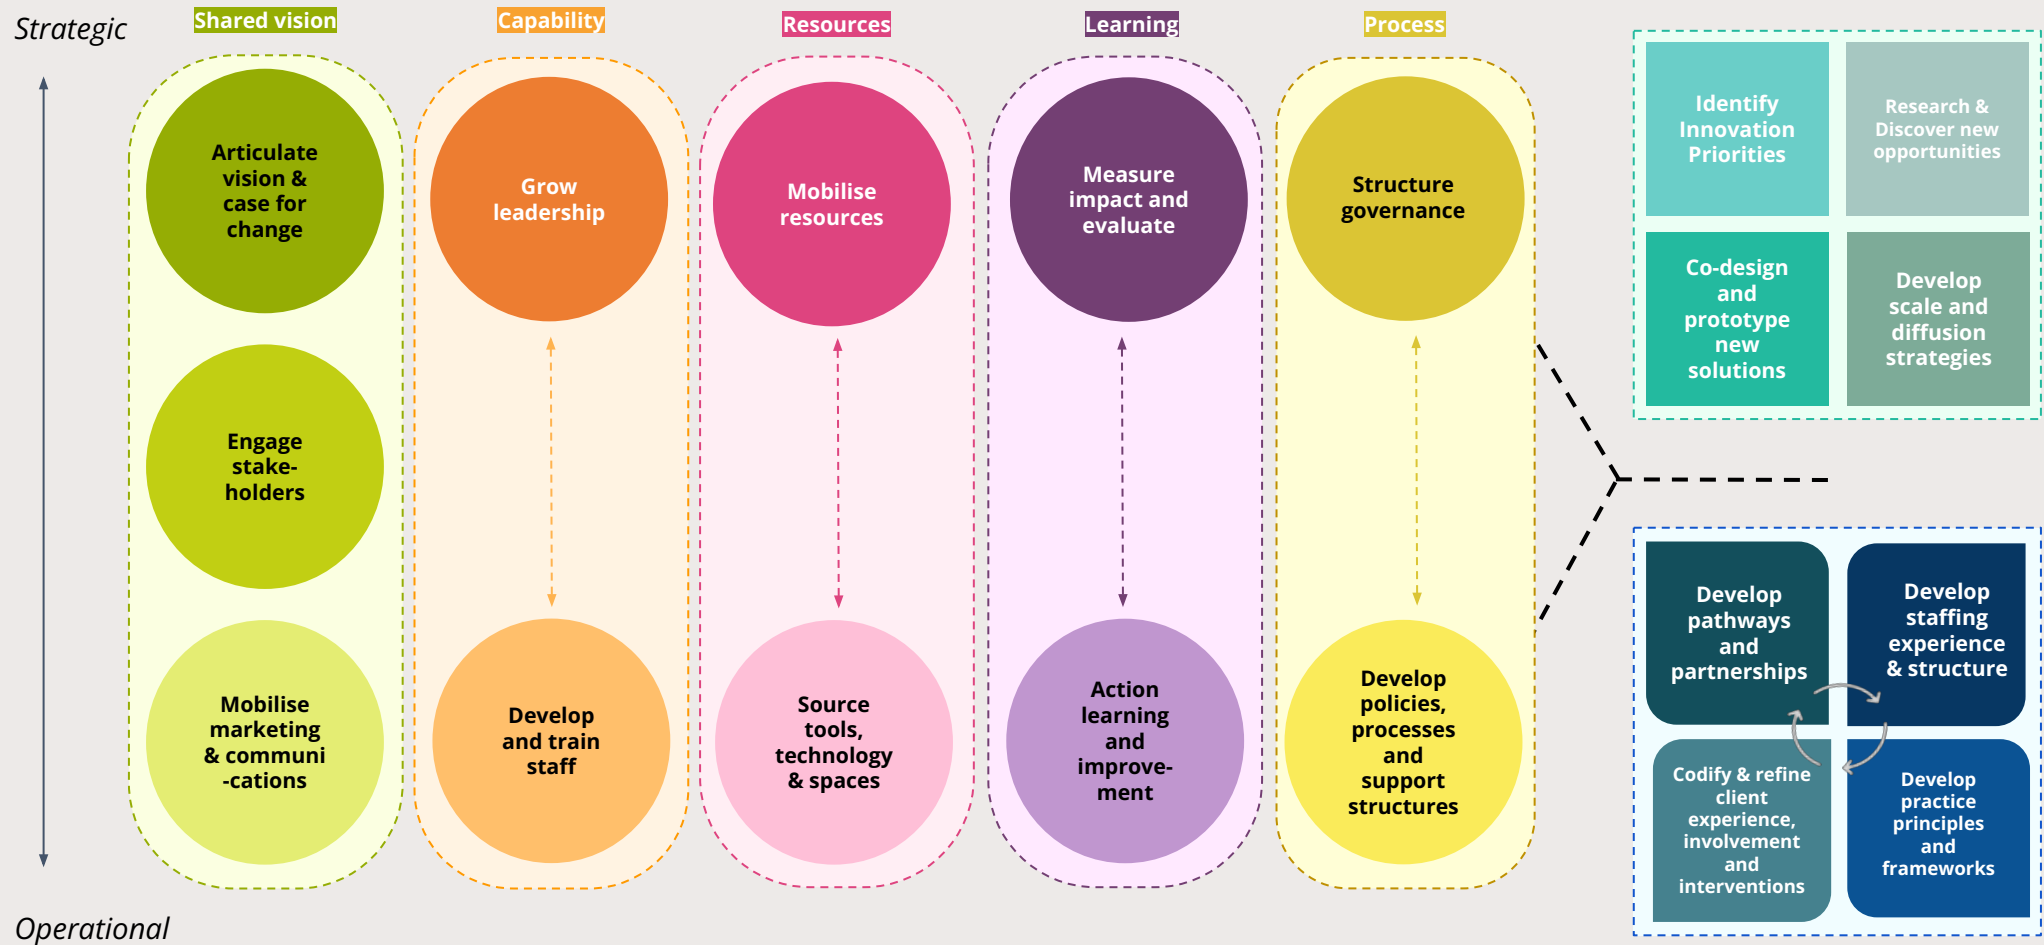 Strategic
Shared vision
Capability
Resources
Learning
Process
Articulate
vision &
case for
change
Engage
stake-
holders
Mobilise
marketing
& communi
-cations
Grow
leadership
Develop
and train
staff
Mobilise
resources
Source
tools,
technology
& spaces
Measure
impact and
evaluate
Action
learning
and
improve-
ment
Structure
governance
Develop
policies,
processes
and
support
structures
Identify
Innovation
Priorities
Research &
Discover new
opportunities
Co-design
and
prototype
new
solutions
Develop
scale and
diffusion
strategies
Develop
pathways
and
partnerships
Develop
staffing
experience
& structure
Codify & refine
client
experience,
involvement
and
interventions
Develop
practice
principles
and
frameworks
Operational